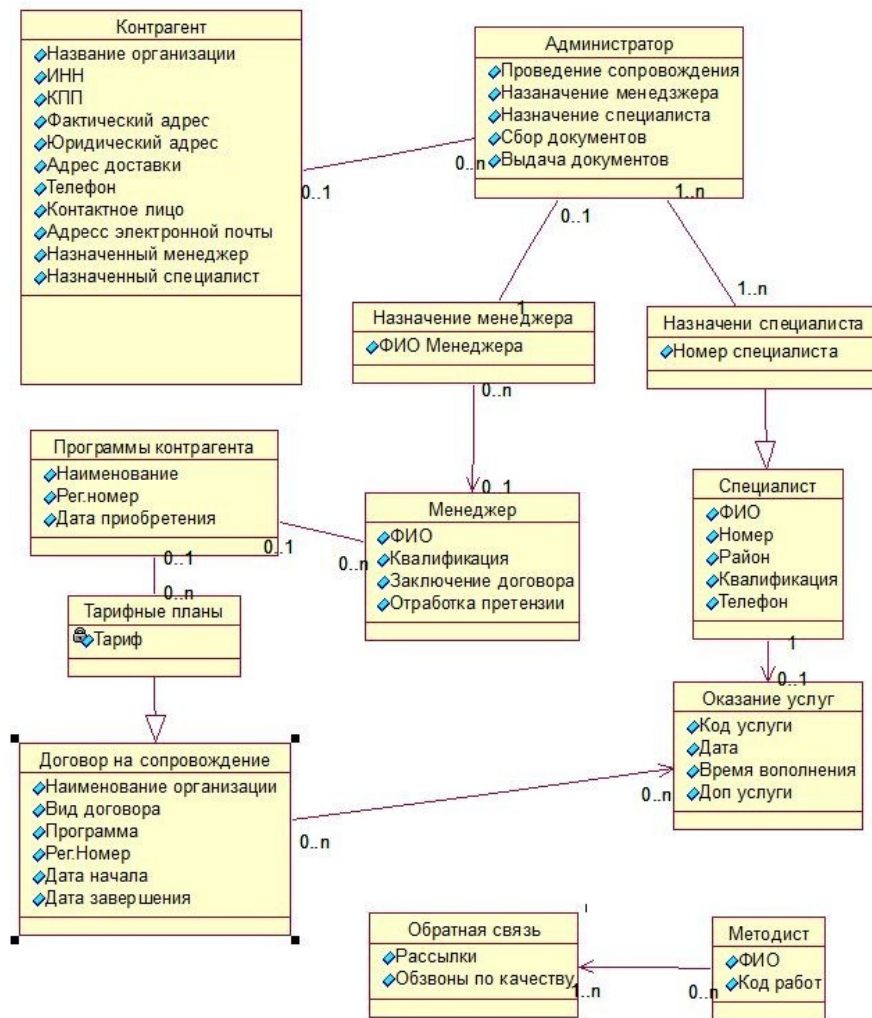 Контрагент
Название организации
ИНН
КПП
Фактический адрес
Юридический адрес
Адрес доставки
Телефон
Контактное лицо
Адресс электронной почты
Назначенный менеджер
Назначенный специалист
0..1
0..n
Администратор
Проведение сопровождения
Назаначение менедзжера
Назначение специалиста
Сбор документов
Выдача документов
0..1
1..n
1
1..n
Назначение менеджера
ФИО Менеджера
0..n
Назначени специалиста
Номер специалиста
Программы контрагента
Наименование
Рег.номер
Дата приобретения
0..1
0..1
0..n
0..1
Менеджер
ФИО
Квалификация
Заключение договора
Отработка претензии
0..n
Специалист
ФИО
Номер
Район
Квалификация
Телефон
1
0..1
Тарифные планы
Тариф
Договор на сопровождение
Наименование организации
Вид договора
Программа
Рег.Номер
Дата начала
Дата завершения
0..n
0..n
Оказание услуг
Код услуги
Дата
Время вополнения
Доп услуги
Обратная связь
Рассылки
Обзвоны по качеству
1..n
0..n
Методист
ФИО
Код работ